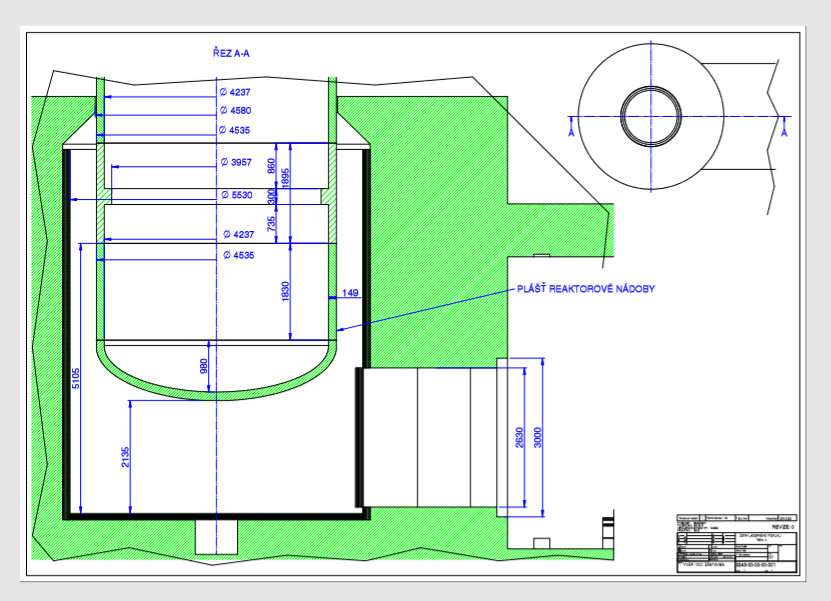 ŘEZ A-A
Ø 4237
Ø 4580
Ø 4535
Ø 3957
860
1895
Ø 5530
300
735
Ø 4237
Ø 4535
1830
149
PLÁŠŤ REAKTOROVÉ NÁDOBY
980
5105
2135
2630
3000
A
A
REVIZE: 0